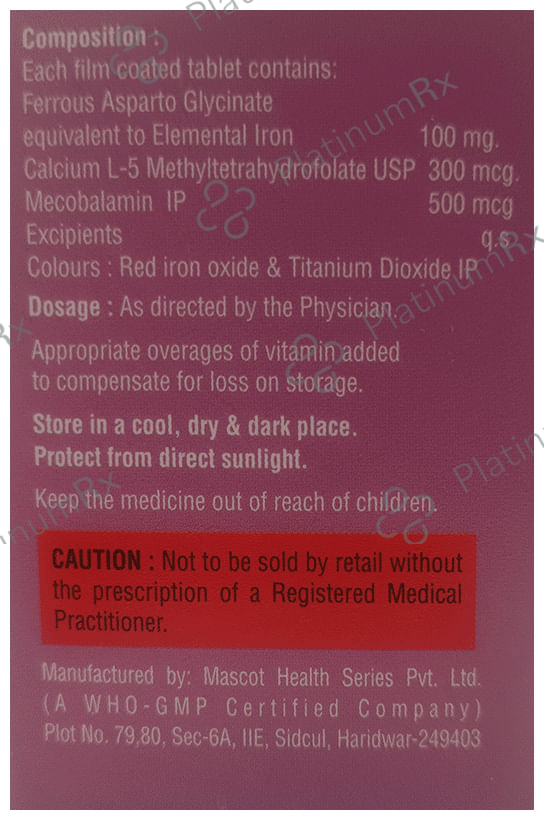 Composition :
Each film coated tablet contains:
Ferrous Asparto Glycinate
equivalent to Elemental Iron 100 mg.
Calcium L-5 Methyltetrahydrofolate USP 300 mcg.
Mecobalamin IP 500 mcg
Excipients q.s
Colours : Red iron oxide & Titanium Dioxide IP
Dosage : As directed by the Physician.
Appropriate overages of vitamin added
to compensate for loss on storage.
Store in a cool, dry & dark place.
Protect from direct sunlight.
Keep the medicine out of reach of children.
CAUTION : Not to be sold by retail without
the prescription of a Registered Medical
Practitioner.
Manufactured by: Mascot Health Series Pvt. Ltd.
(A WHO-GMP Certified Company)
Plot No. 79,80, Sec-6A, IIE, Sidcul, Haridwar-249403
PlatinumRx
PlatinumRx